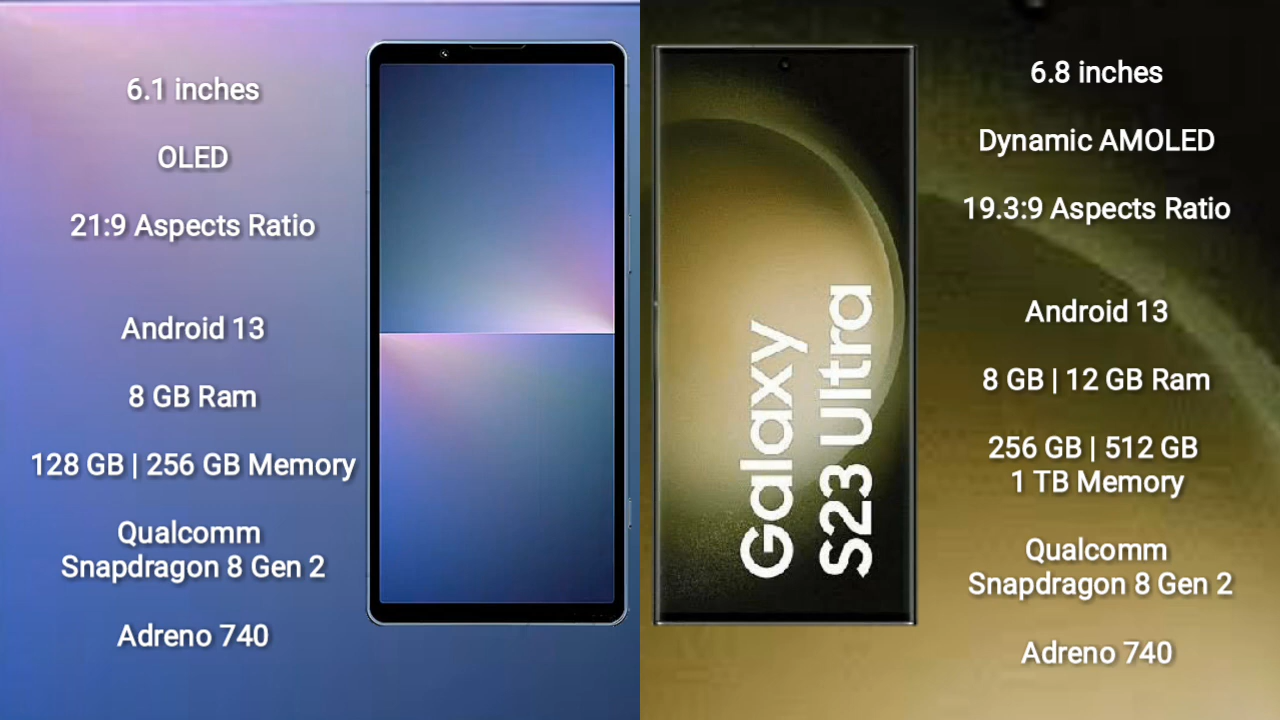 6.1 inches
OLED
21:9 Aspects Ratio
Android 13
8 GB Ram
128 GB | 256 GB Memory
Qualcomm
Snapdragon 8 Gen 2
Adreno 740
Galaxy
S23 Ultra
6.8 inches
Dynamic AMOLED
19.3:9 Aspects Ratio
Android 13
8 GB | 12 GB Ram
256 GB | 512 GB
1 TB Memory
Qualcomm
Snapdragon 8 Gen 2
Adreno 740